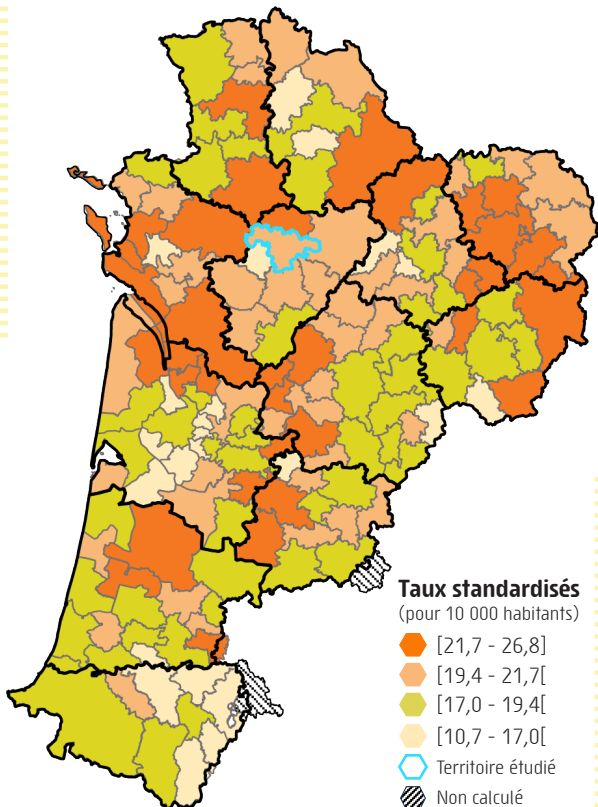 Taux standardisés
(pour 10 000 habitants)
[21,7 - 26,8]
[19,4 - 21,7[
[17,0 - 19,4[
[10,7 - 17,0[
Territoire étudié
Non calculé